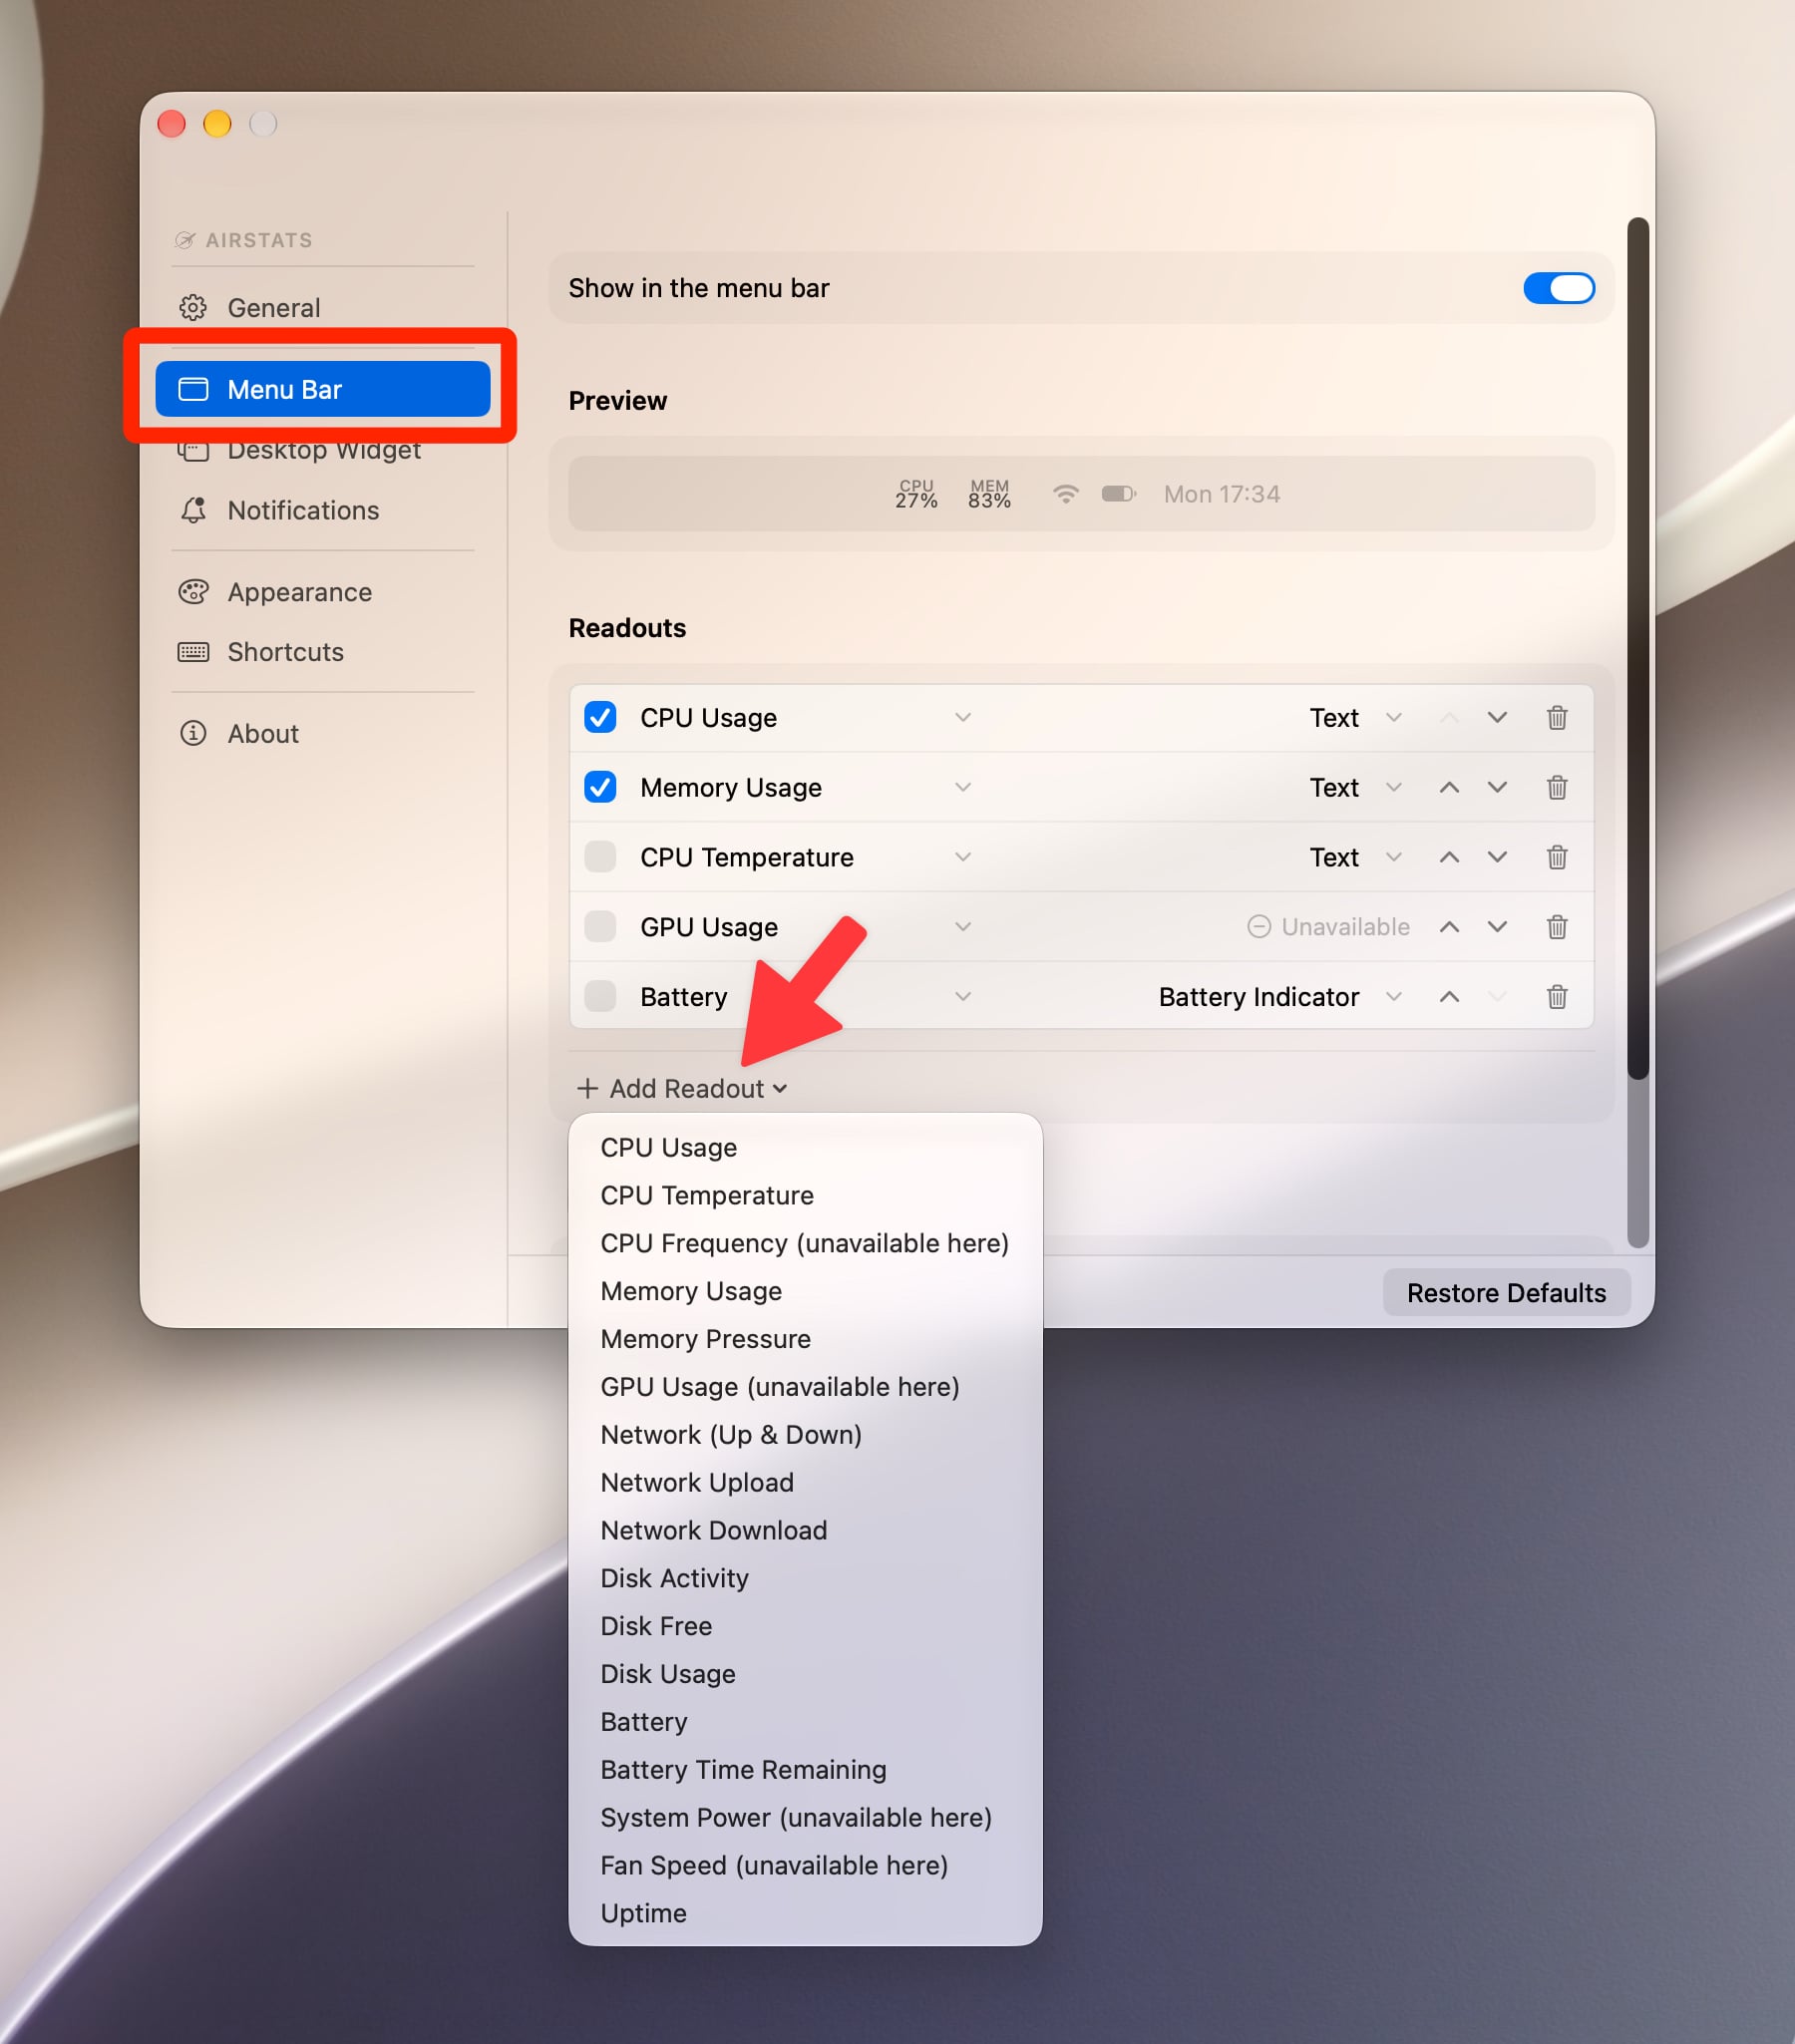 AIRSTATS
General
Menu Bar
Desktop Widget
Notifications
Appearance
Shortcuts
About
Show in the menu bar
Preview
CPU 27% MEM 83% Mon 17:34
Readouts
CPU Usage Text
Memory Usage Text
CPU Temperature Text
GPU Usage Unavailable
Battery Battery Indicator
+ Add Readout
CPU Usage
CPU Temperature
CPU Frequency (unavailable here)
Memory Usage
Memory Pressure
GPU Usage (unavailable here)
Network (Up & Down)
Network Upload
Network Download
Disk Activity
Disk Free
Disk Usage
Battery
Battery Time Remaining
System Power (unavailable here)
Fan Speed (unavailable here)
Uptime
Restore Defaults